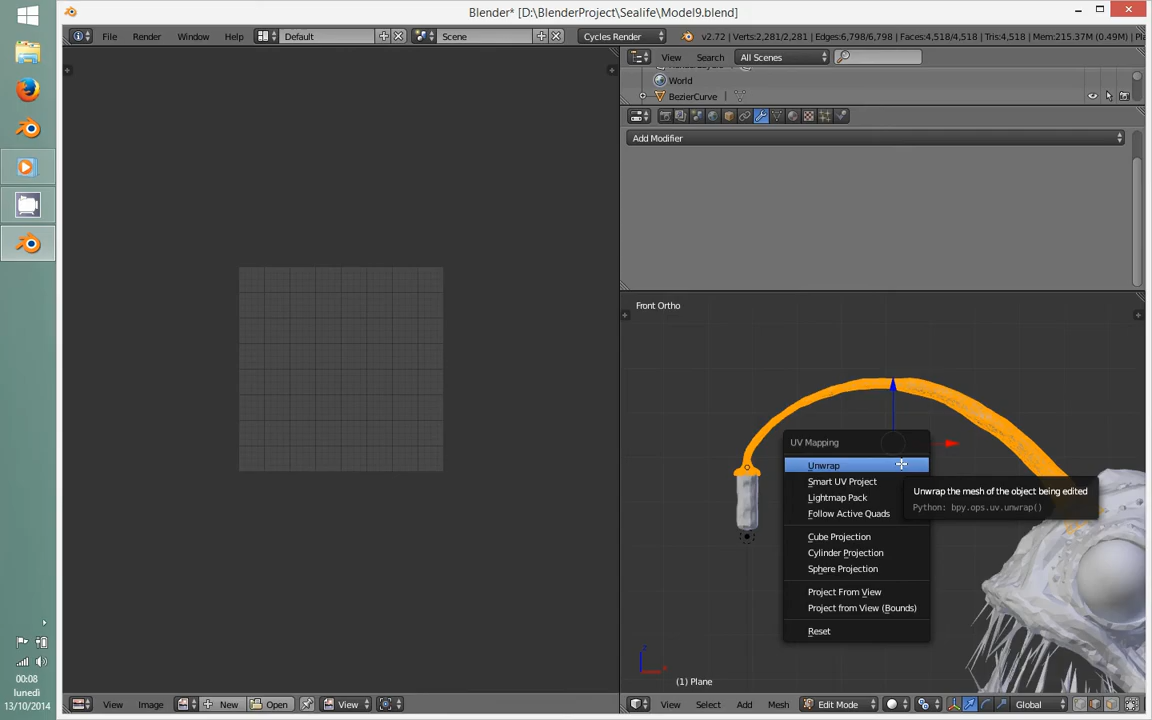 Blender* [D:\BlenderProject\Sealife\Model9.blend]
File Render Window Help Default Scene Cycles Render v2.72 | Verts:2,281/2,281 | Edges:6,798/6,798 | Faces:4,518/4,518 | Tris:4,518 | Mem:215.37M (0.49M) | Pla
View Search All Scenes
World
BezierCurve
Add Modifier
Front Ortho
UV Mapping
Unwrap
Smart UV Project
Lightmap Pack
Follow Active Quads
Cube Projection
Cylinder Projection
Sphere Projection
Project From View
Project from View (Bounds)
Reset
Unwrap the mesh of the object being edited
Python: bpy.ops.uv.unwrap()
z
x
(1) Plane
View Image New Open View
View Select Add Mesh Edit Mode Global
00:08
lunedì
13/10/2014